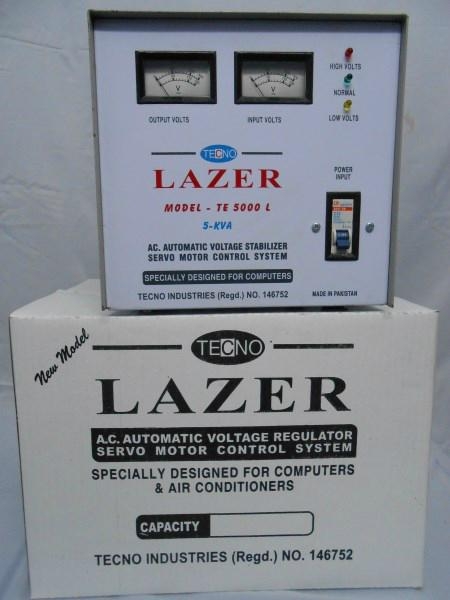 HIGH VOLTS
NORMAL
LOW VOLTS
V
V
OUTPUT VOLTS
INPUT VOLTS
TECNO
LAZER
MODEL - TE 5000 L
5-KVA
POWER
INPUT
AC. AUTOMATIC VOLTAGE STABILIZER
SERVO MOTOR CONTROL SYSTEM
SPECIALLY DESIGNED FOR COMPUTERS
TECNO INDUSTRIES (Regd.) NO. 146752
MADE IN PAKISTAN
New Model
TECNO
LAZER
A.C. AUTOMATIC VOLTAGE REGULATOR
SERVO MOTOR CONTROL SYSTEM
SPECIALLY DESIGNED FOR COMPUTERS
& AIR CONDITIONERS
CAPACITY
TECNO INDUSTRIES (Regd.) NO. 146752